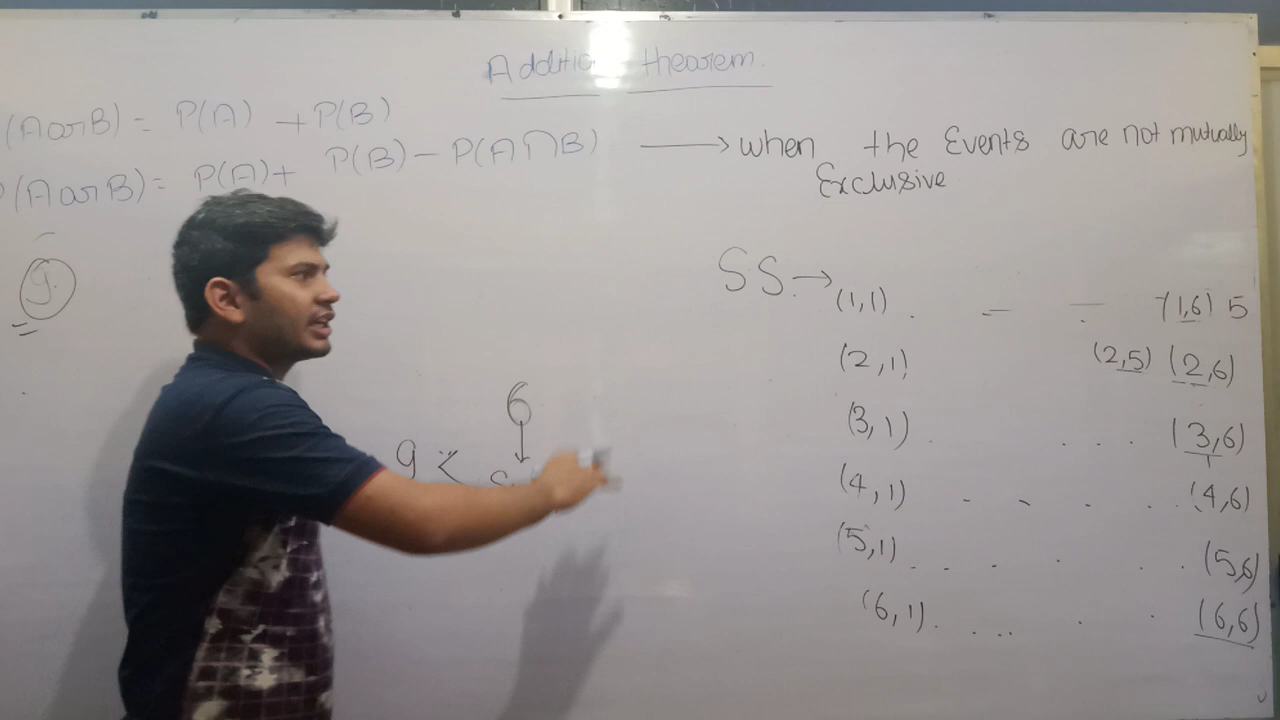 Addition theorem.
(A or B) = P(A) + P(B)
P(A or B) = P(A) + P(B) - P(A∩B) → when the Events are not mutually
Exclusive
9.
SS. → (1,1) . - - (1,6) 5
(2,1) (2,5) (2,6)
(3,1) . . . . (3,6)
6
9 <
(4,1) - - . . (4,6)
(5,1) . . . . . . (5,6)
(6,1) . . . . . . (6,6)